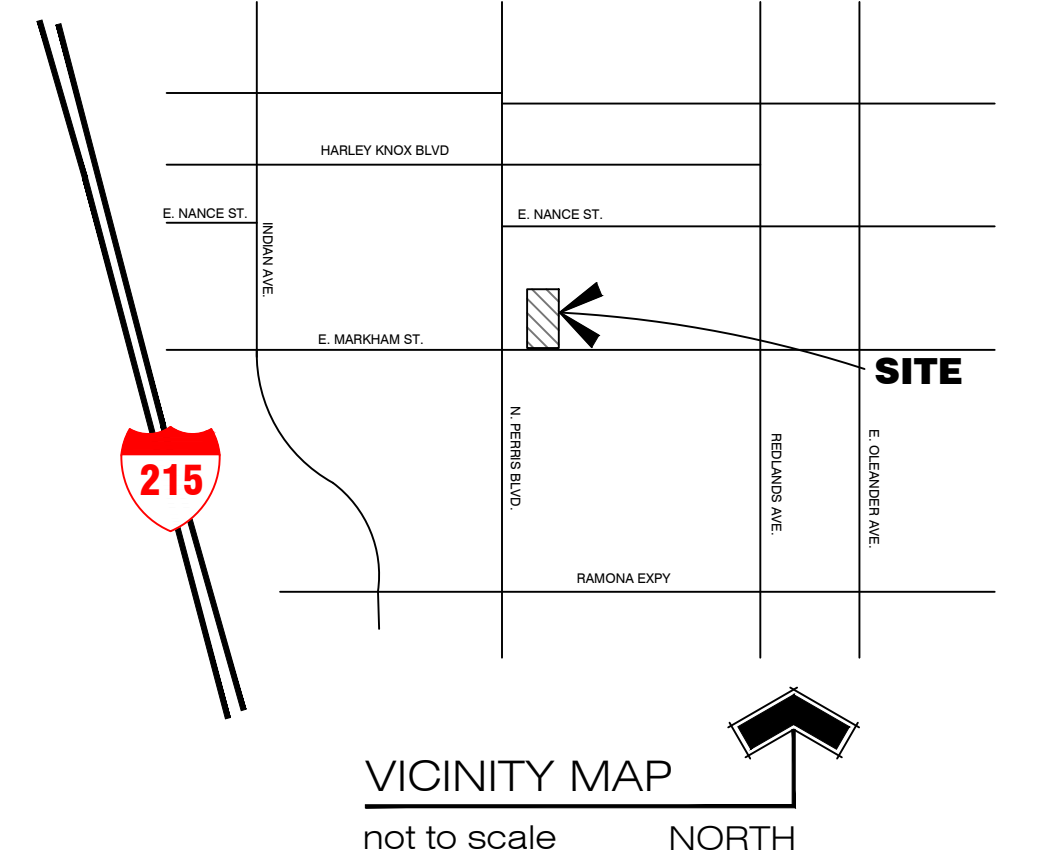 HARLEY KNOX BLVD
E. NANCE ST.
E. NANCE ST.
INDIAN AVE.
E. MARKHAM ST.
SITE
N. PERRIS BLVD.
REDLANDS AVE.
E. OLEANDER AVE.
215
RAMONA EXPY
VICINITY MAP
not to scale
NORTH